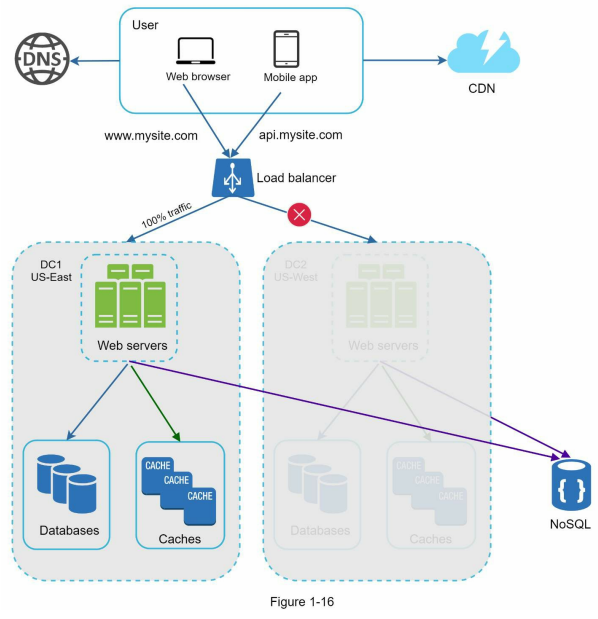 User
DNS
Web browser
Mobile app
CDN
www.mysite.com
api.mysite.com
Load balancer
100% traffic
DC1
US-East
DC2
US-West
Web servers
Web servers
CACHE
CACHE
CACHE
CACHE
CACHE
CACHE
Databases
Caches
Databases
Caches
{ }
NoSQL
Figure 1-16